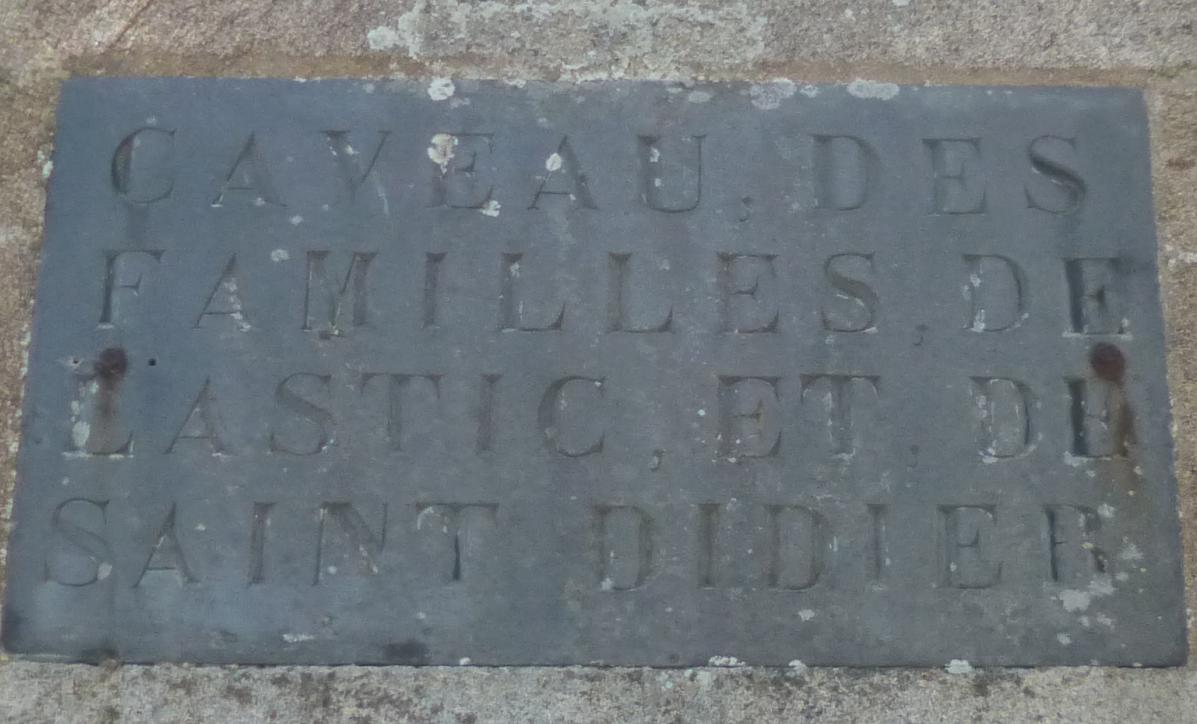 CAVEAU, DES
FAMILLES, DE
LASTIC, ET, DE
SAINT DIDIER